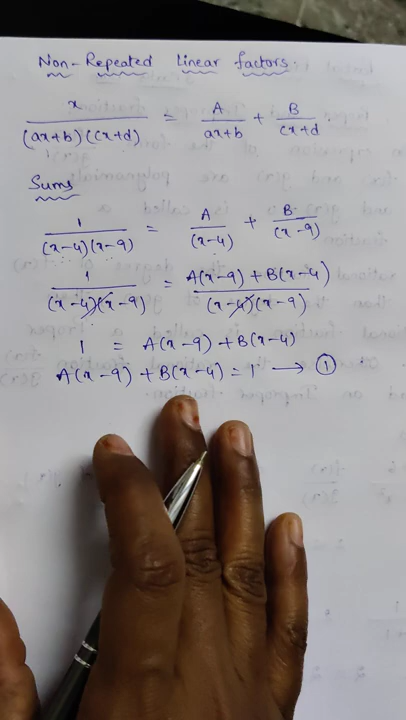 Non-Repeated Linear factors:
x/((ax+b)(cx+d)) = A/(ax+b) + B/(cx+d)
Sums
1/((x-4)(x-9)) = A/(x-4) + B/(x-9)
1/((x-4)(x-9)) = (A(x-9)+B(x-4))/((x-4)(x-9))
1 = A(x-9)+B(x-4)
A(x-9)+B(x-4)=1 → ①